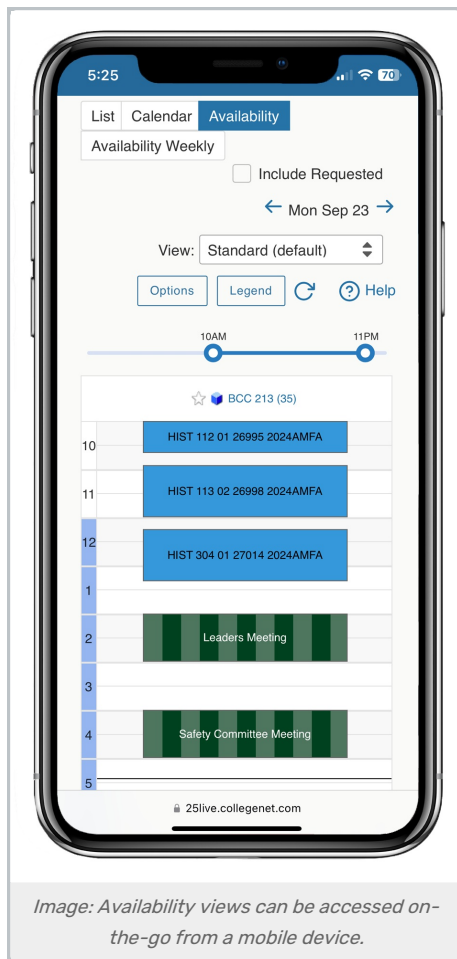 5:25
70
List Calendar Availability
Availability Weekly
Include Requested
← Mon Sep 23 →
View: Standard (default)
Options Legend Help
10AM 11PM
BCC 213 (35)
10 HIST 112 01 26995 2024AMFA
11 HIST 113 02 26998 2024AMFA
12 HIST 304 01 27014 2024AMFA
1
2 Leaders Meeting
3
4 Safety Committee Meeting
5
25live.collegenet.com
Image: Availability views can be accessed on-
the-go from a mobile device.